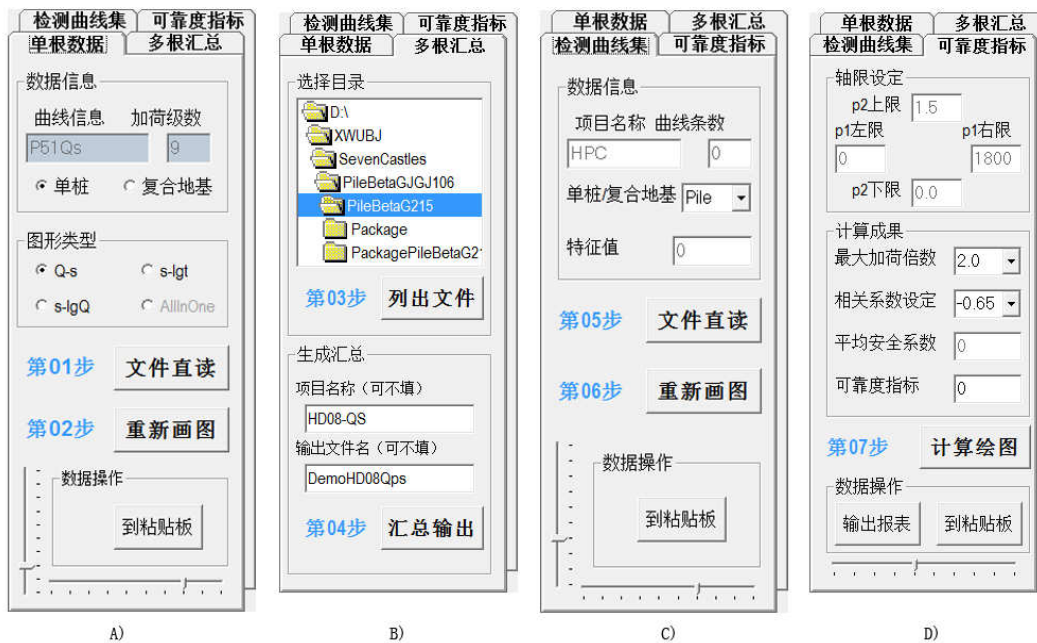 检测曲线集 可靠度指标
单根数据 多根汇总
数据信息
曲线信息 加荷级数
P51Qs 9
单桩 复合地基
图形类型
Q-s s-lgt
s-lgQ AllInOne
第01步 文件直读
第02步 重新画图
数据操作
到粘贴板
A)
检测曲线集 可靠度指标
单根数据 多根汇总
选择目录
D:\
XWUBJ
SevenCastles
PileBetaGJGJ106
PileBetaG215
Package
PackagePileBetaG2
第03步 列出文件
生成汇总
项目名称（可不填）
HD08-QS
输出文件名（可不填）
DemoHD08Qps
第04步 汇总输出
B)
单根数据 多根汇总
检测曲线集 可靠度指标
数据信息
项目名称 曲线条数
HPC 0
单桩/复合地基 Pile
特征值 0
第05步 文件直读
第06步 重新画图
数据操作
到粘贴板
C)
单根数据 多根汇总
检测曲线集 可靠度指标
轴限设定
p2上限 1.5
p1左限 p1右限
0 1800
p2下限 0.0
计算成果
最大加荷倍数 2.0
相关系数设定 -0.65
平均安全系数 0
可靠度指标 0
第07步 计算绘图
数据操作
输出报表 到粘贴板
D)